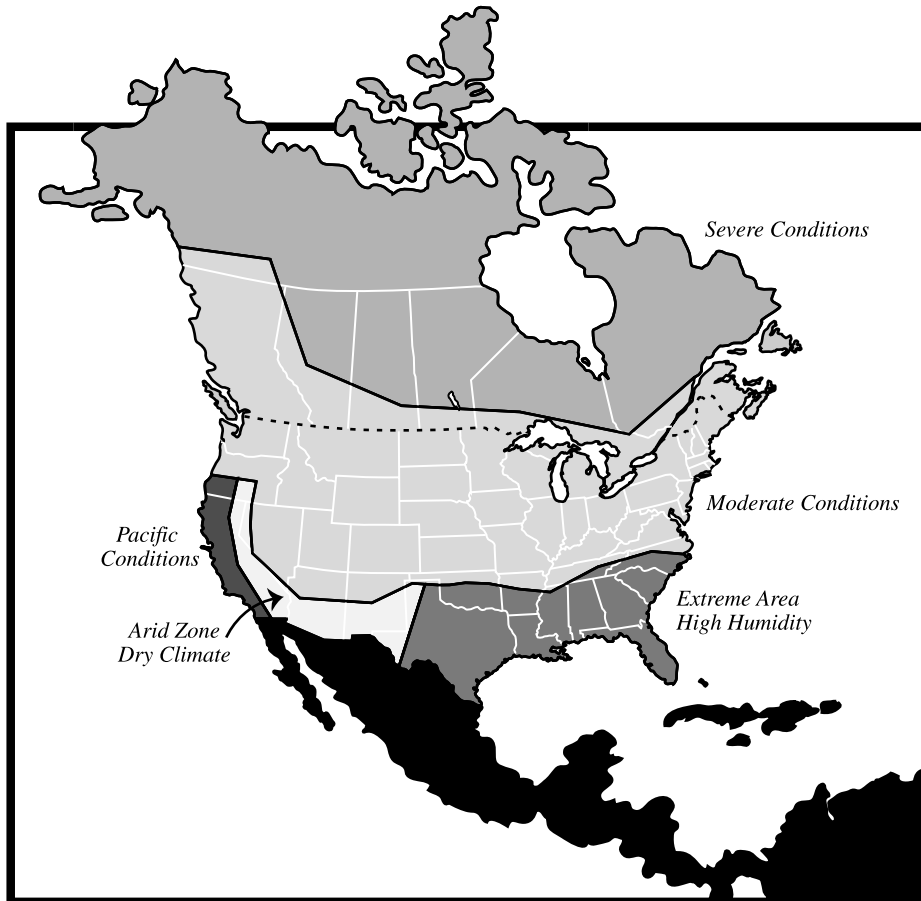 Severe Conditions
Moderate Conditions
Pacific
Conditions
Extreme Area
High Humidity
Arid Zone
Dry Climate